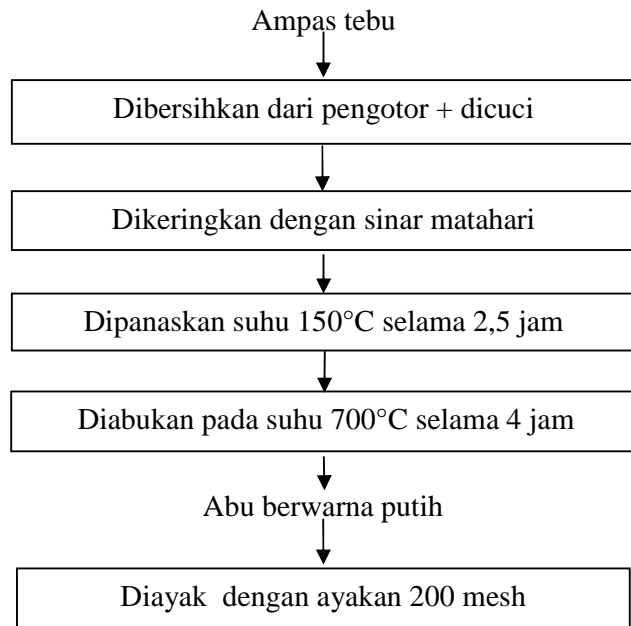 Ampas tebu
Dibersihkan dari pengotor + dicuci
Dikeringkan dengan sinar matahari
Dipanaskan suhu 150°C selama 2,5 jam
Diabukan pada suhu 700°C selama 4 jam
Abu berwarna putih
Diayak dengan ayakan 200 mesh